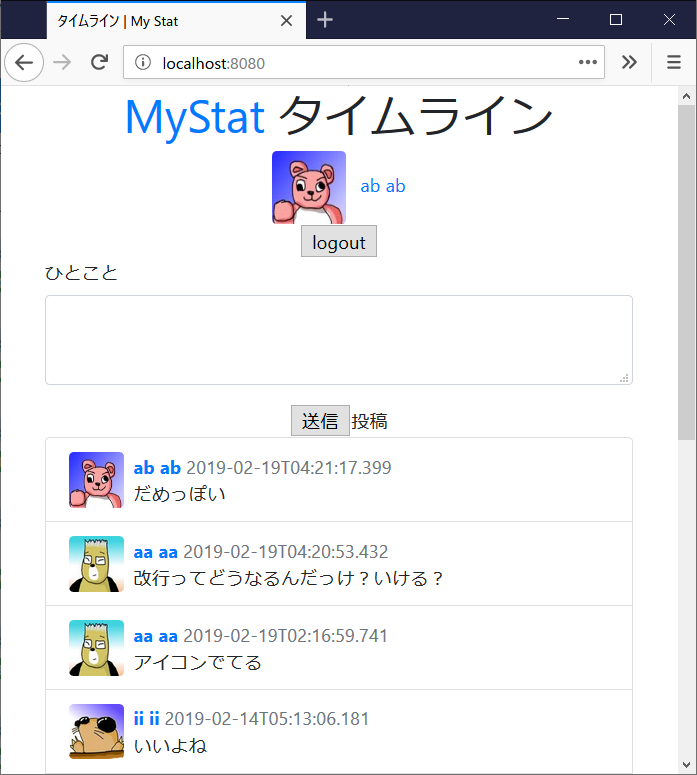 タイムライン | My Stat
localhost:8080
MyStat タイムライン
ab ab
logout
ひとこと
送信 投稿
ab ab 2019-02-19T04:21:17.399
だめっぽい
aa aa 2019-02-19T04:20:53.432
改行ってどうなるんだっけ？いける？
aa aa 2019-02-19T02:16:59.741
アイコンでてる
ii ii 2019-02-14T05:13:06.181
いいよね